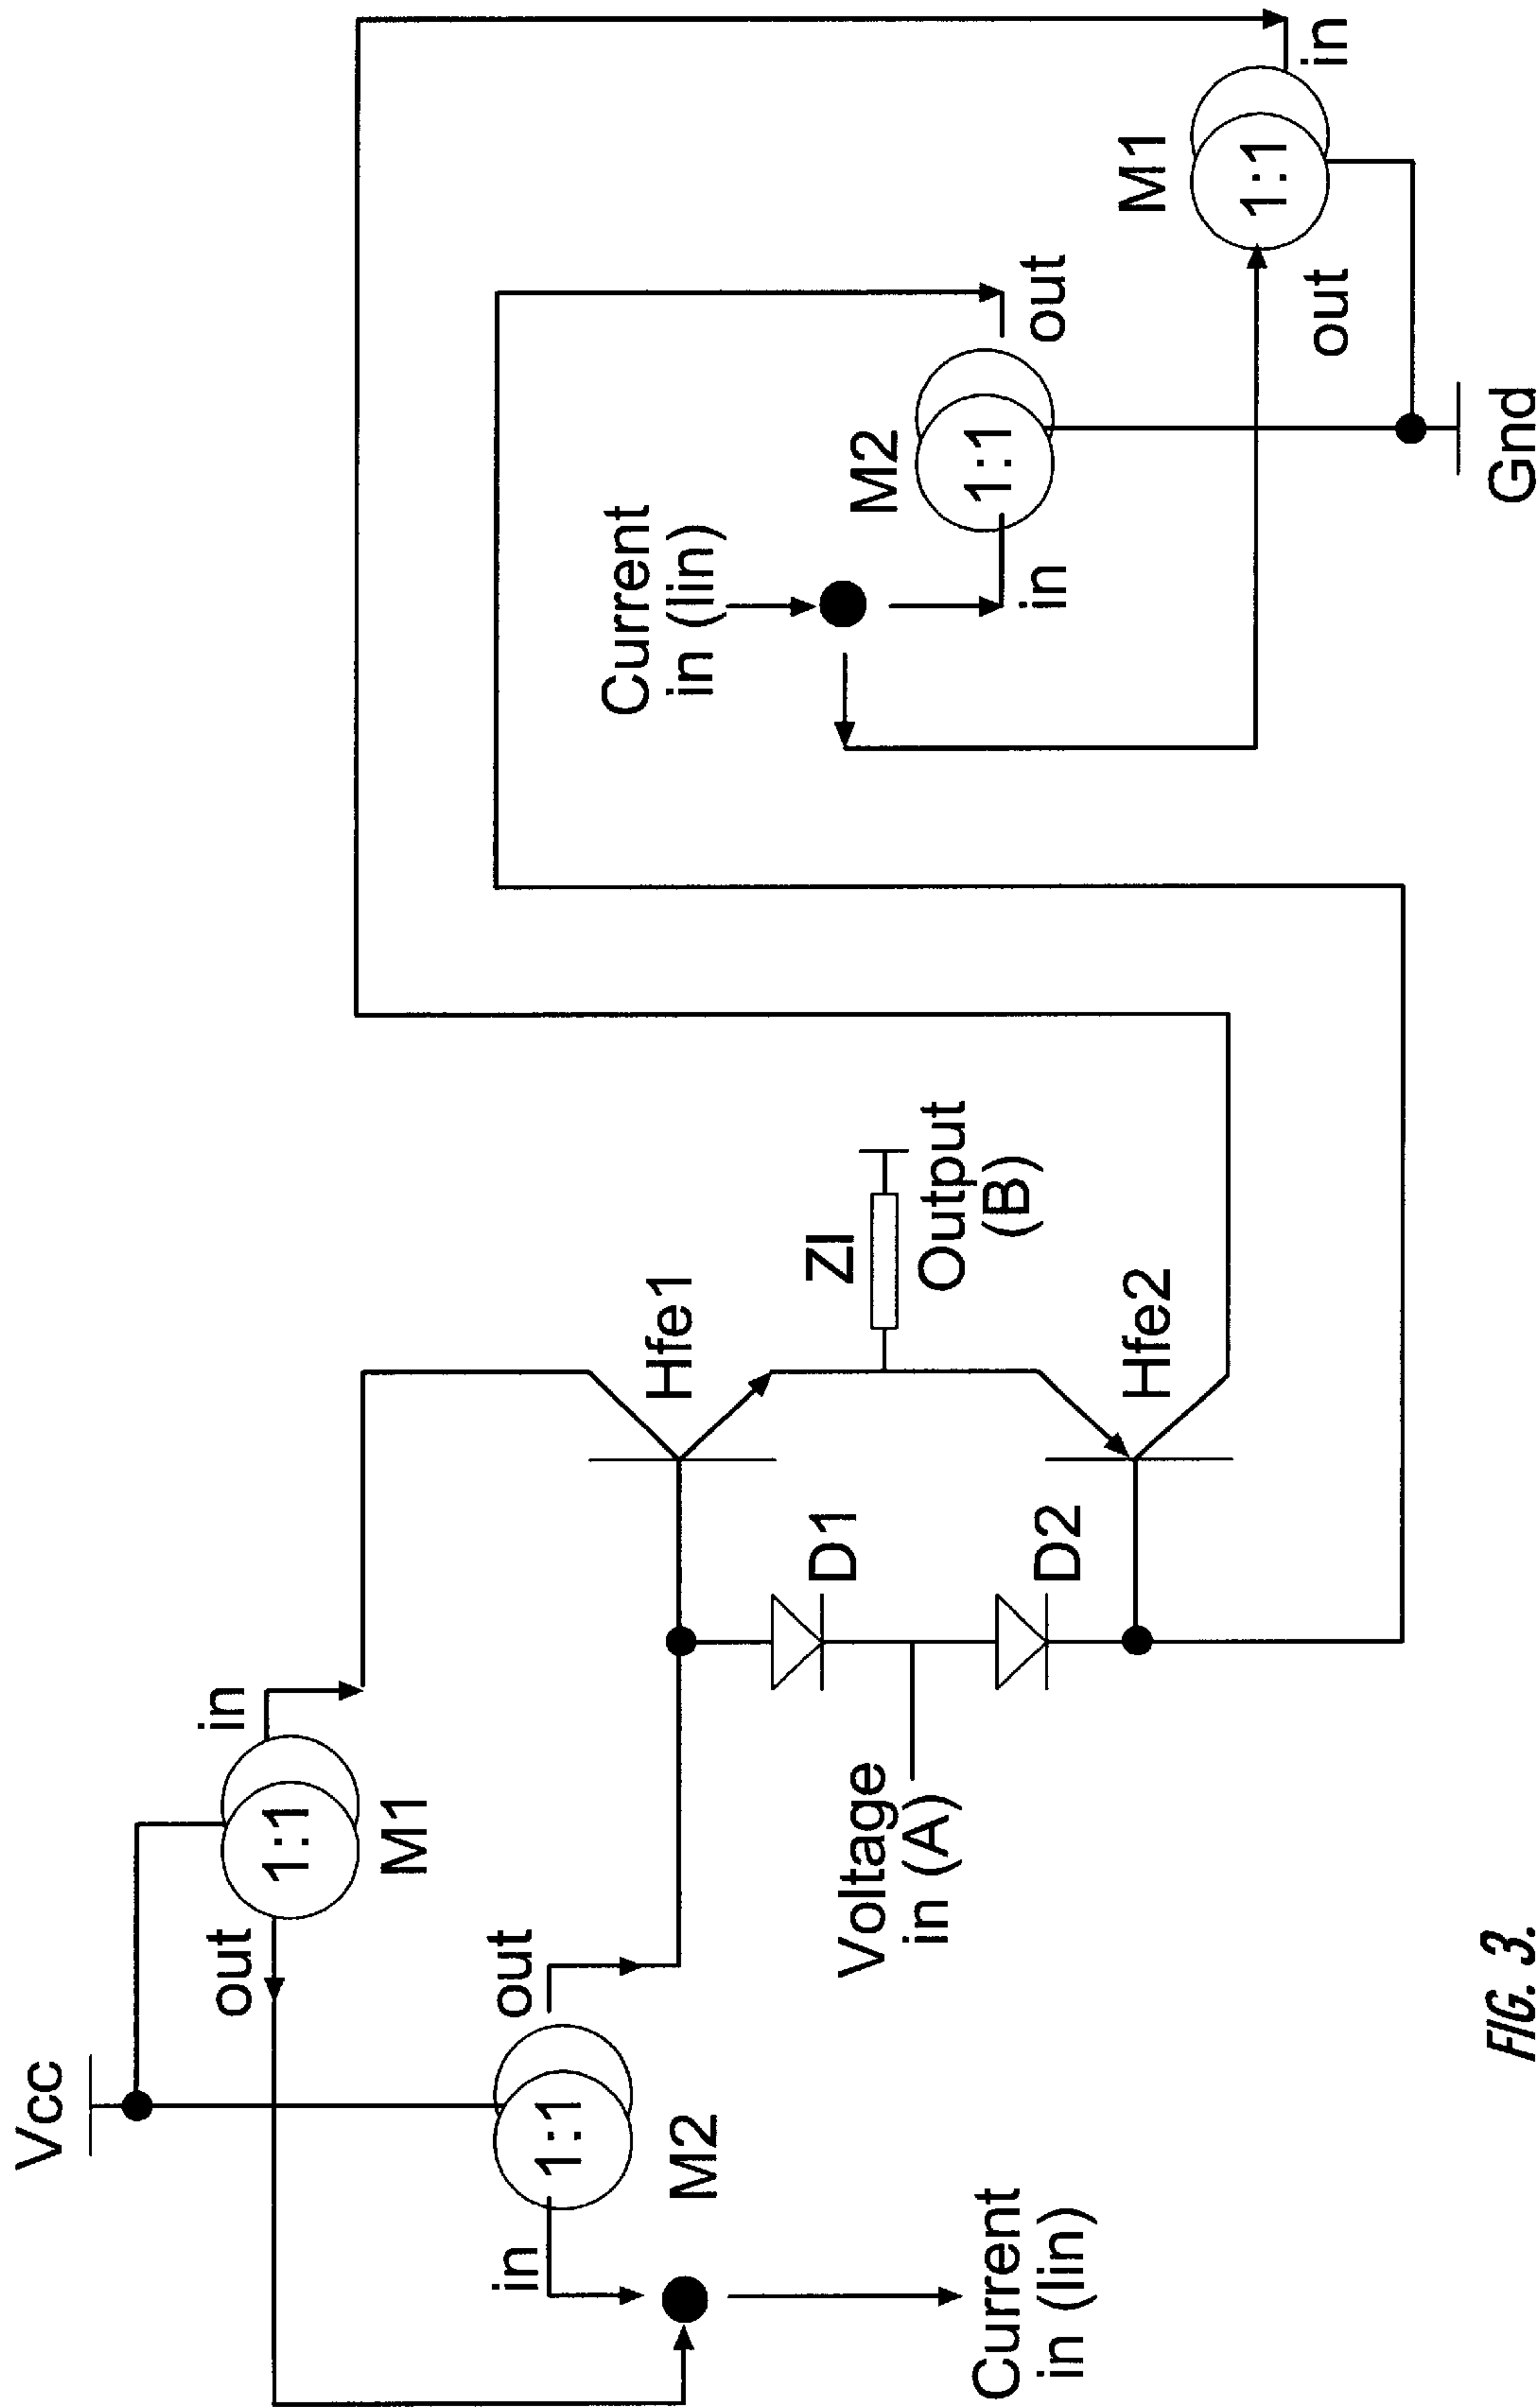 Vcc
out
in
1:1
M1
in
out
1:1
M2
Current
in (Iin)
Voltage
in (A)
D1
D2
Hfe1
Hfe2
ZI
Output
(B)
Current
in (Iin)
M2
1:1
in
out
M1
1:1
in
out
Gnd
FIG. 3.